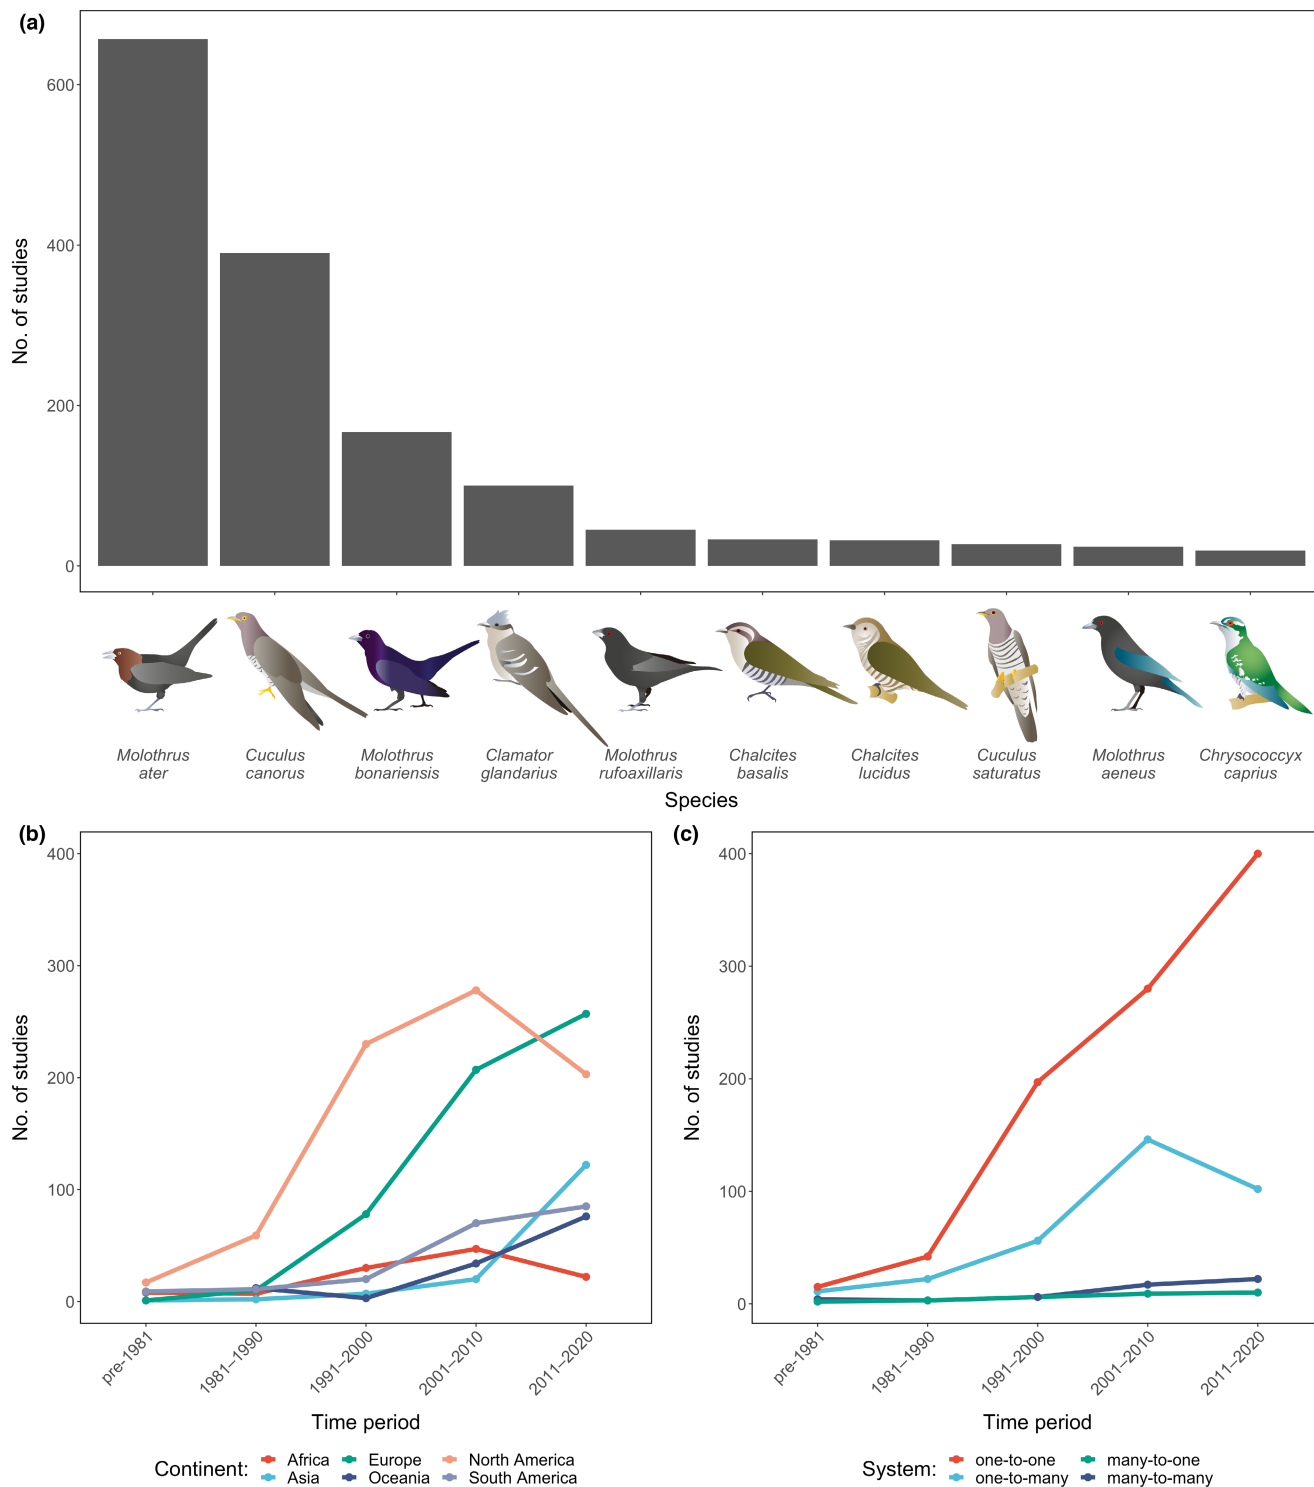 (a)
No. of studies
600
400
200
0
Molothrus ater
Cuculus canorus
Molothrus bonariensis
Clamator glandarius
Molothrus rufoaxillaris
Chalcites basalis
Chalcites lucidus
Cuculus saturatus
Molothrus aeneus
Chrysococcyx caprius
Species
(b)
No. of studies
400
300
200
100
0
pre-1981
1981–1990
1991–2000
2001–2010
2011–2020
Time period
Continent:
Africa
Europe
North America
Asia
Oceania
South America
(c)
No. of studies
400
300
200
100
0
pre-1981
1981–1990
1991–2000
2001–2010
2011–2020
Time period
System:
one-to-one
many-to-one
one-to-many
many-to-many